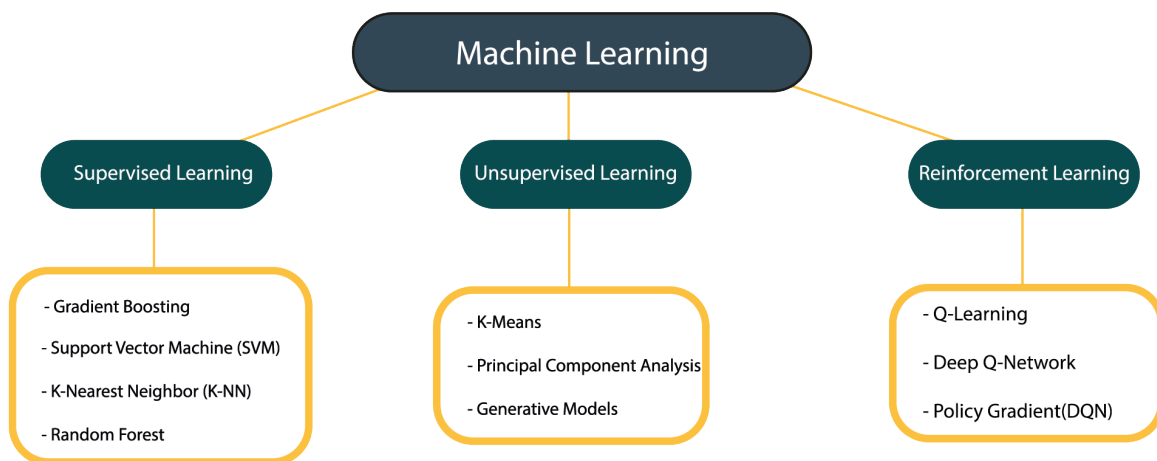 Machine Learning
Supervised Learning
Unsupervised Learning
Reinforcement Learning
- Gradient Boosting
- Support Vector Machine (SVM)
- K-Nearest Neighbor (K-NN)
- Random Forest
- K-Means
- Principal Component Analysis
- Generative Models
- Q-Learning
- Deep Q-Network
- Policy Gradient(DQN)